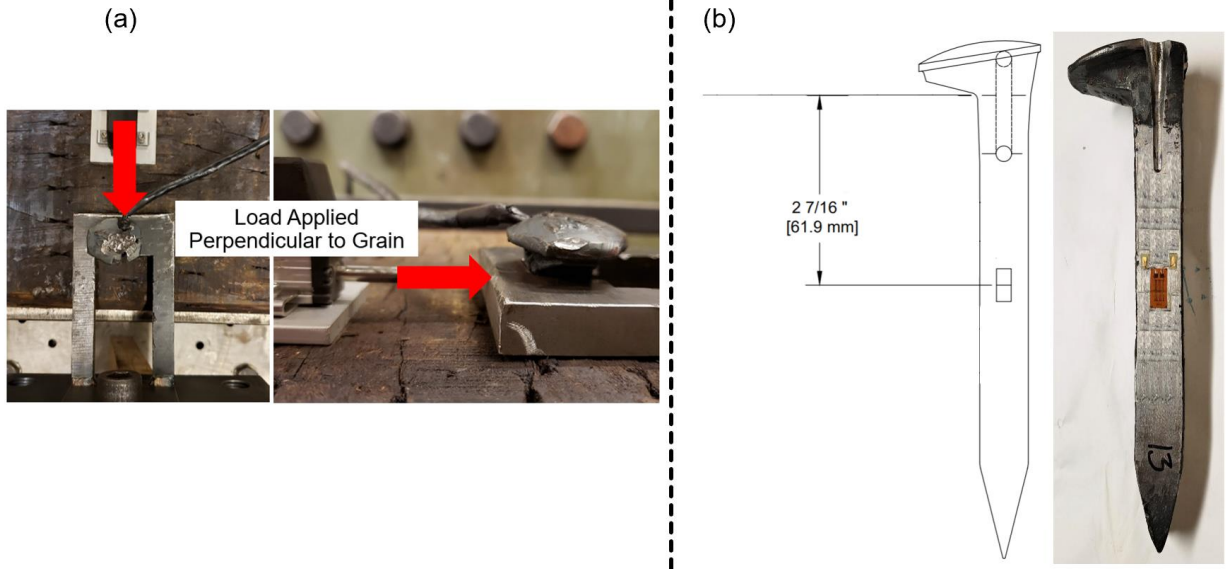 (a)
Load Applied
Perpendicular to Grain
(b)
2 7/16 "
[61.9 mm]
13